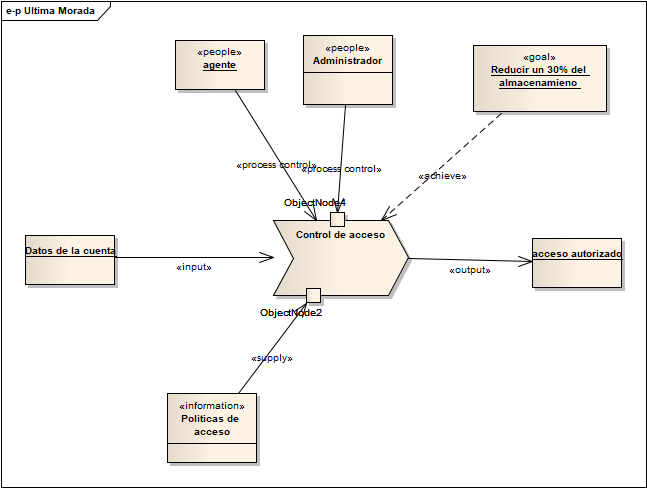 e-p Ultima Morada
«people»
agente
«people»
Administrador
«goal»
Reducir un 30% del
almacenamieno
«process control»
«process control»
«achieve»
ObjectNode4
Control de acceso
Datos de la cuenta
«input»
acceso autorizado
«output»
ObjectNode2
«supply»
«information»
Politicas de
acceso